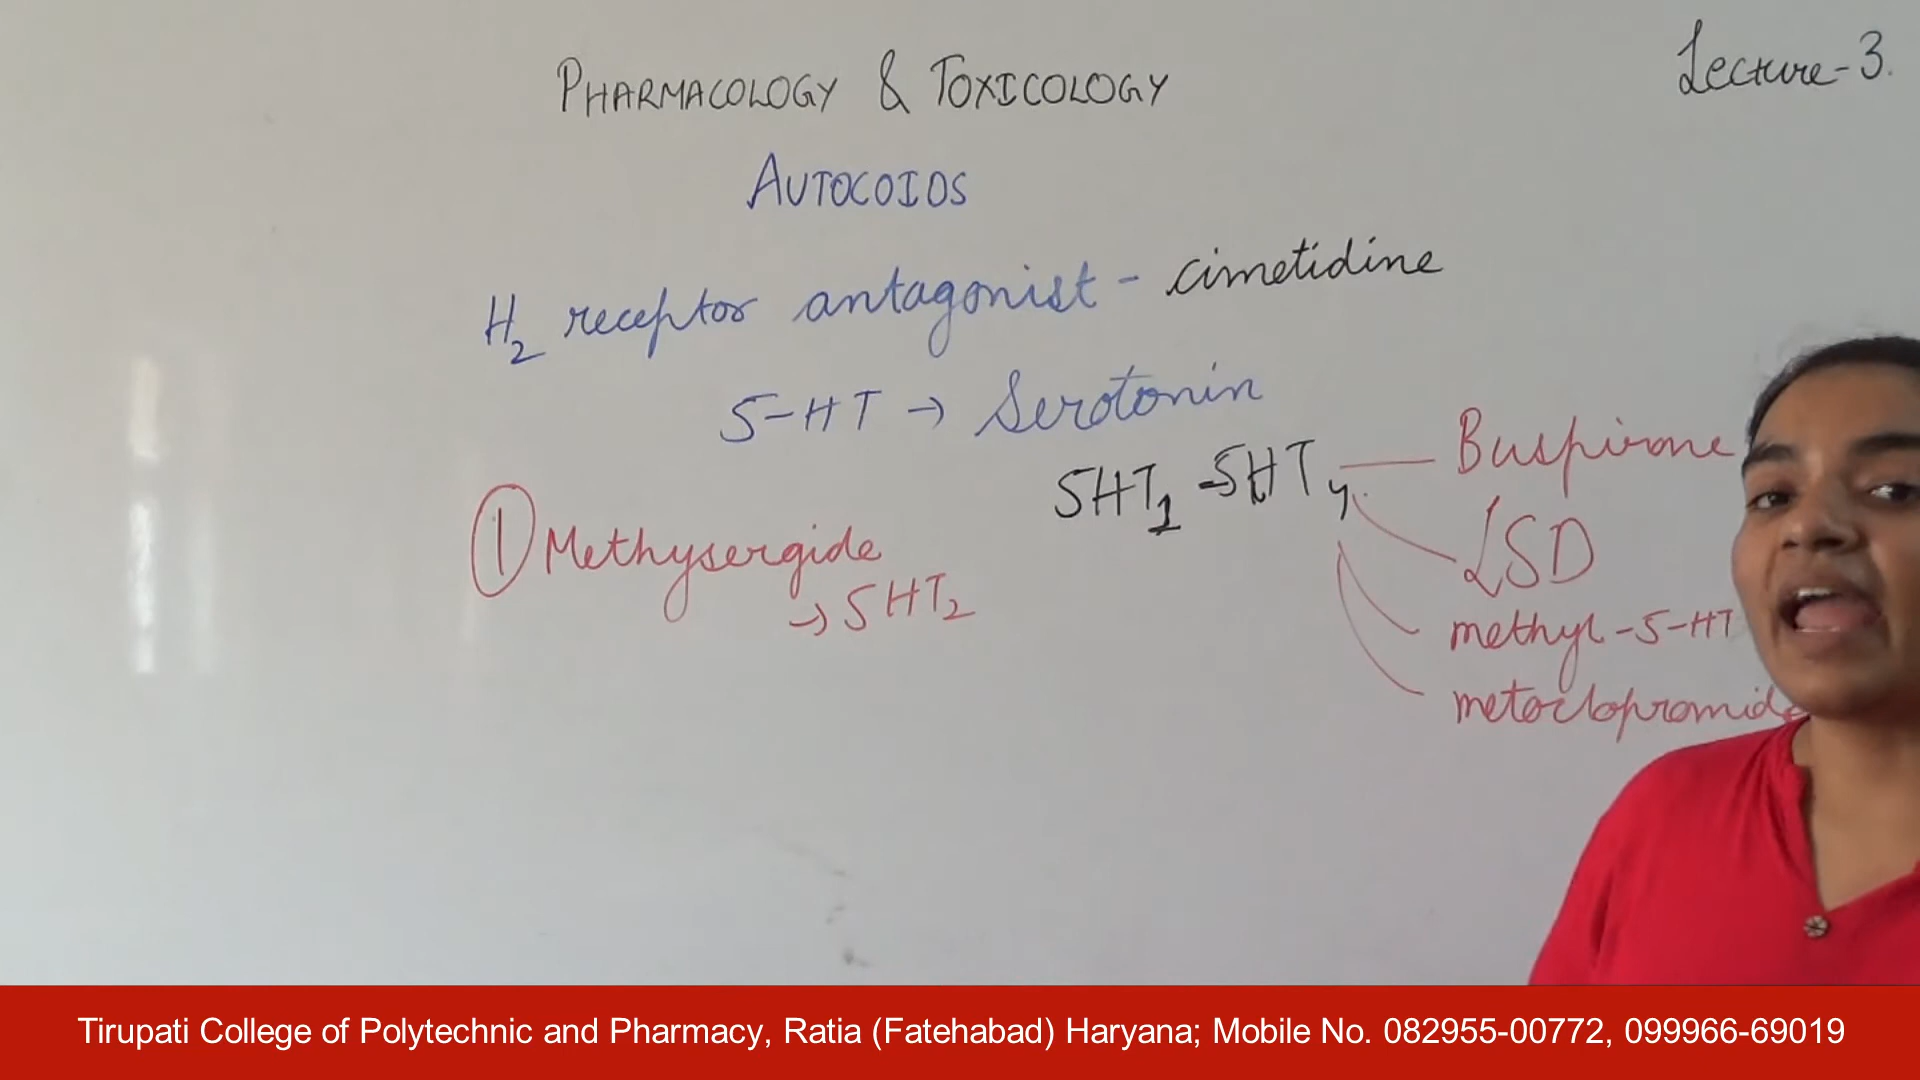 Lecture-3.
PHARMACOLOGY & TOXICOLOGY
AUTOCOIDS
H2 receptor antagonist - cimetidine
5-HT → Serotonin
5HT1 - 5HT4
Buspirone
LSD
methyl-5-HT
metoclopromide
① Methysergide
→ 5HT2
Tirupati College of Polytechnic and Pharmacy, Ratia (Fatehabad) Haryana; Mobile No. 082955-00772, 099966-69019